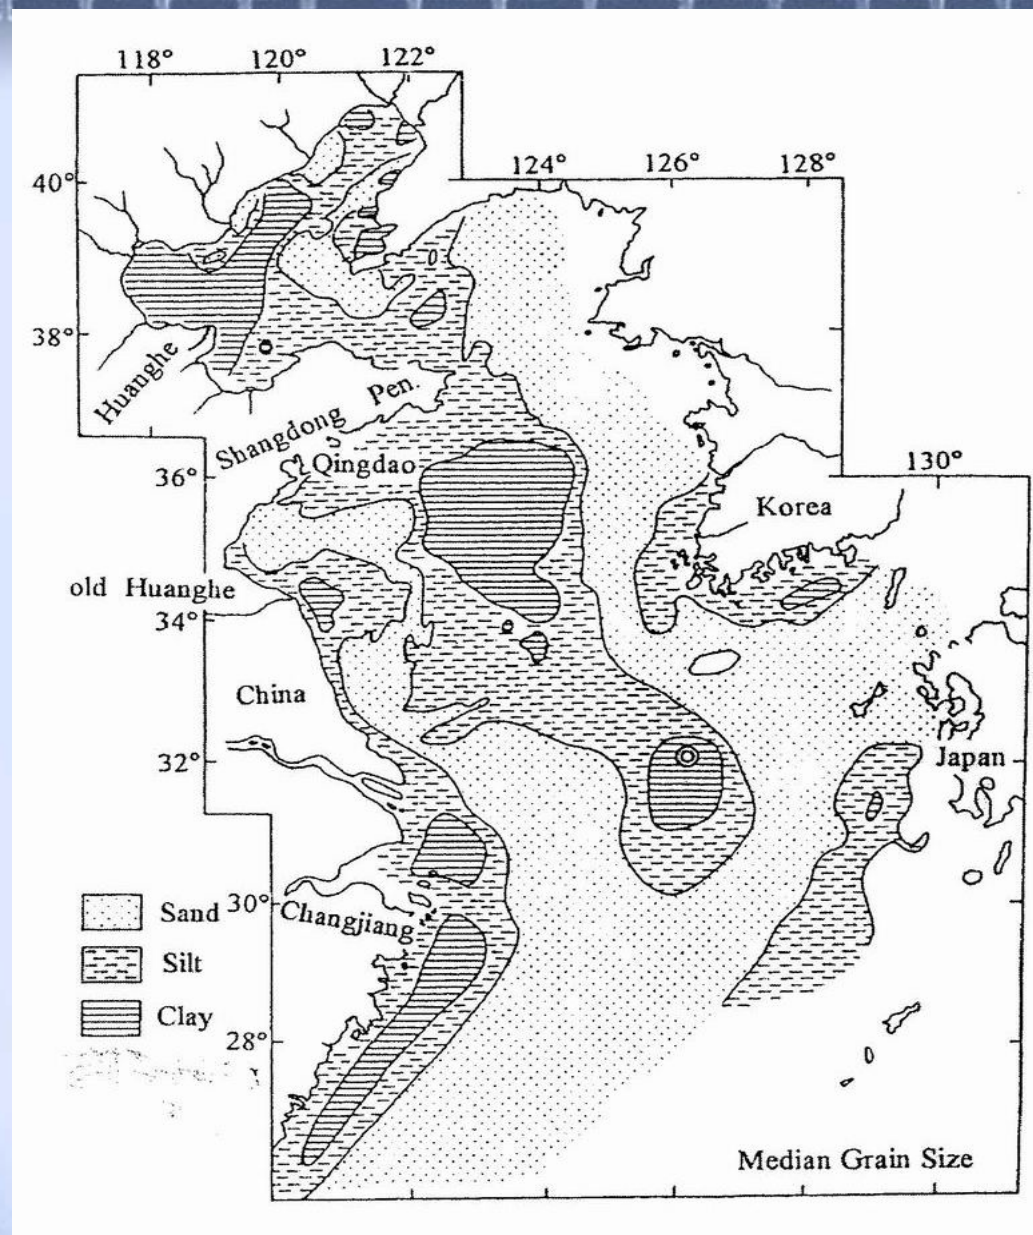 118° 120° 122°
124° 126° 128°
40°
38°
Huanghe
Shangdong Pen.
Qingdao
36°
130°
Korea
old Huanghe
34°
China
32°
Japan
Sand
30°
Changjiang
Silt
Clay
28°
Median Grain Size